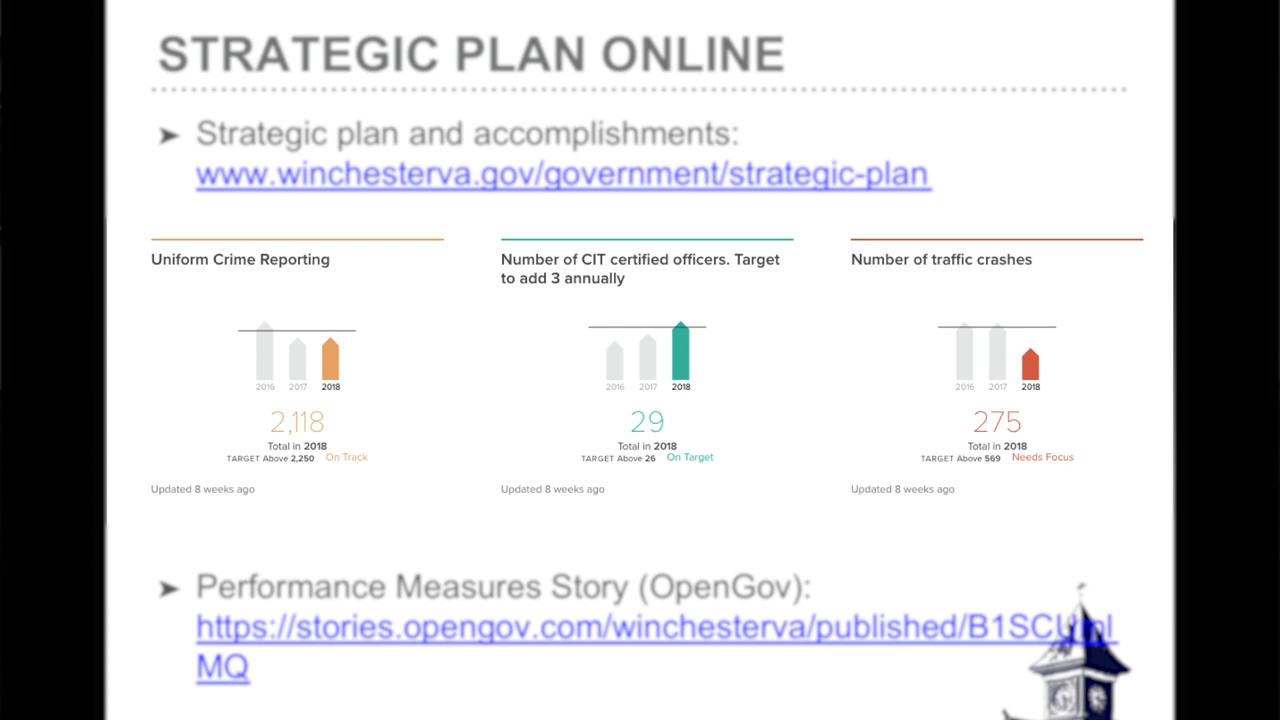 STRATEGIC PLAN ONLINE
➤ Strategic plan and accomplishments:
www.winchesterva.gov/government/strategic-plan
Uniform Crime Reporting
2016 2017 2018
2,118
Total in 2018
TARGET Above 2,250 On Track
Updated 8 weeks ago
Number of CIT certified officers. Target
to add 3 annually
2016 2017 2018
29
Total in 2018
TARGET Above 26 On Target
Updated 8 weeks ago
Number of traffic crashes
2016 2017 2018
275
Total in 2018
TARGET Above 569 Needs Focus
Updated 8 weeks ago
➤ Performance Measures Story (OpenGov):
https://stories.opengov.com/winchesterva/published/B1SCUmI
MQ